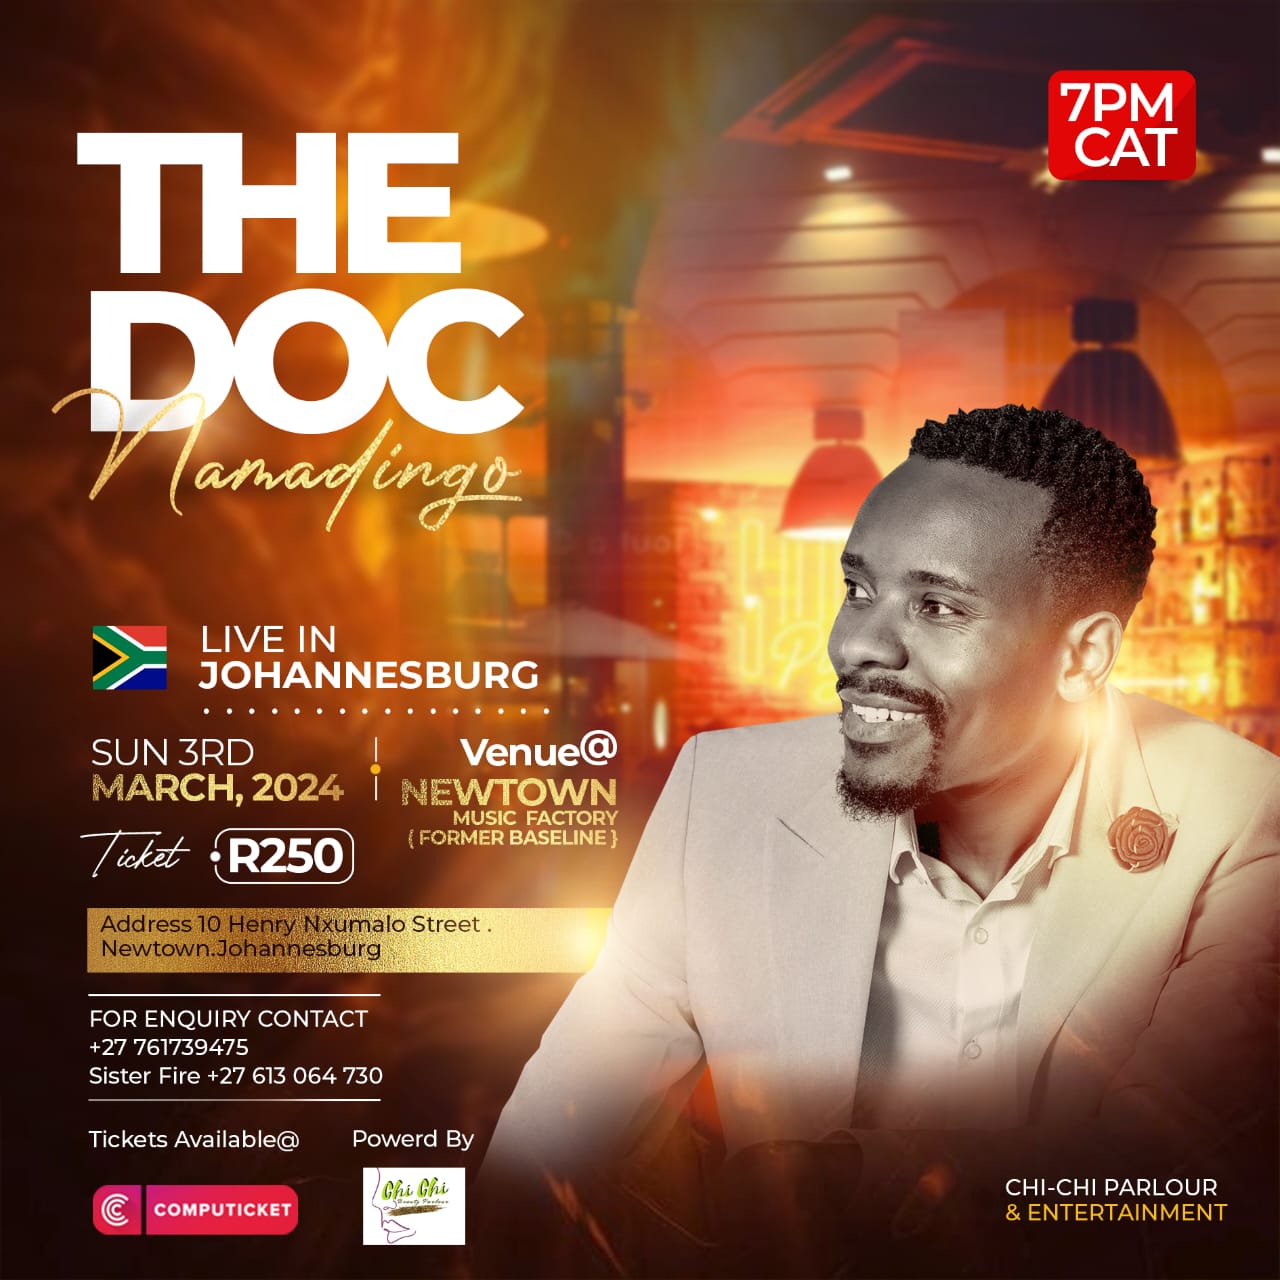 7PM
CAT
THE
DOC
Namadingo
LIVE IN
JOHANNESBURG
SUN 3RD
MARCH, 2024
Venue@
NEWTOWN
MUSIC FACTORY
( FORMER BASELINE }
Ticket R250
Address 10 Henry Nxumalo Street .
Newtown.Johannesburg
FOR ENQUIRY CONTACT
+27 761739475
Sister Fire +27 613 064 730
Tickets Available@
COMPUTICKET
Powerd By
Chi Chi
Beauty Parlour
CHI-CHI PARLOUR
& ENTERTAINMENT